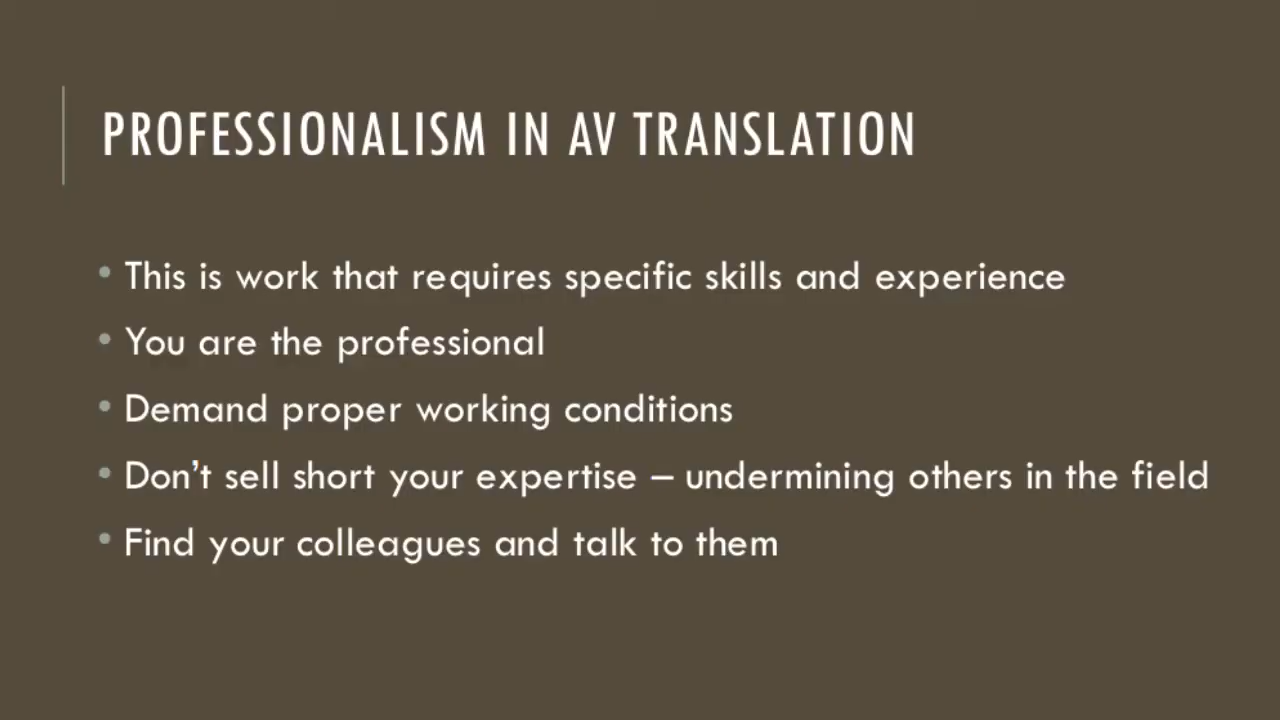 PROFESSIONALISM IN AV TRANSLATION
• This is work that requires specific skills and experience
• You are the professional
• Demand proper working conditions
• Don’t sell short your expertise – undermining others in the field
• Find your colleagues and talk to them